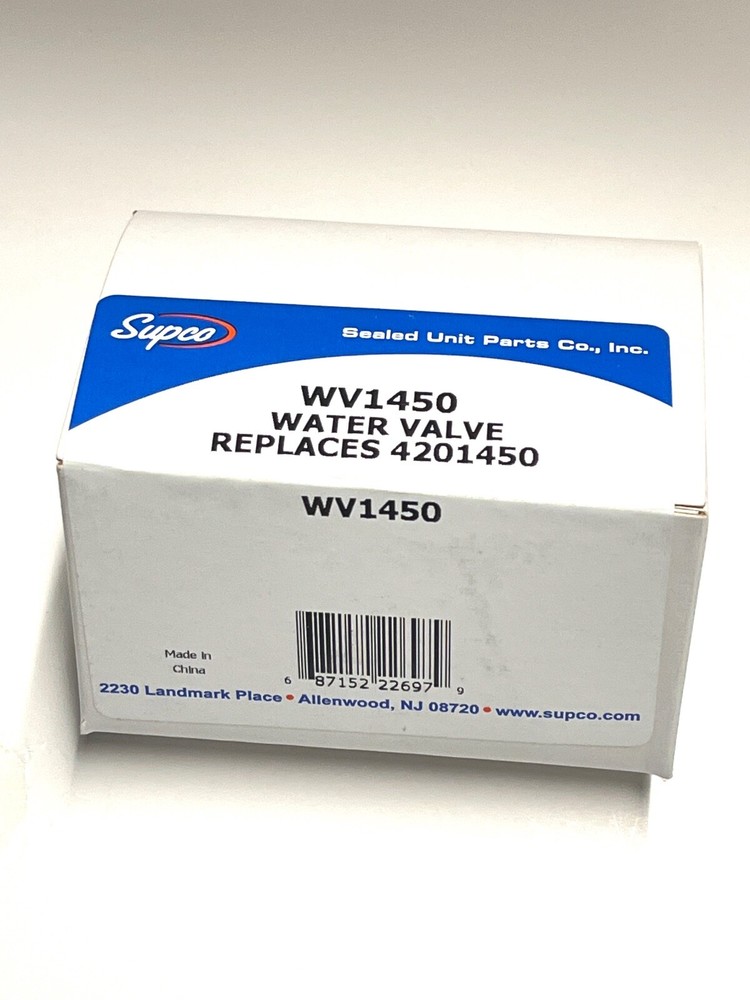 Supco
Sealed Unit Parts Co., Inc.
WV1450
WATER VALVE
REPLACES 4201450
WV1450
Made In
China
6 87152 22697 9
2230 Landmark Place • Allenwood, NJ 08720 • www.supco.com